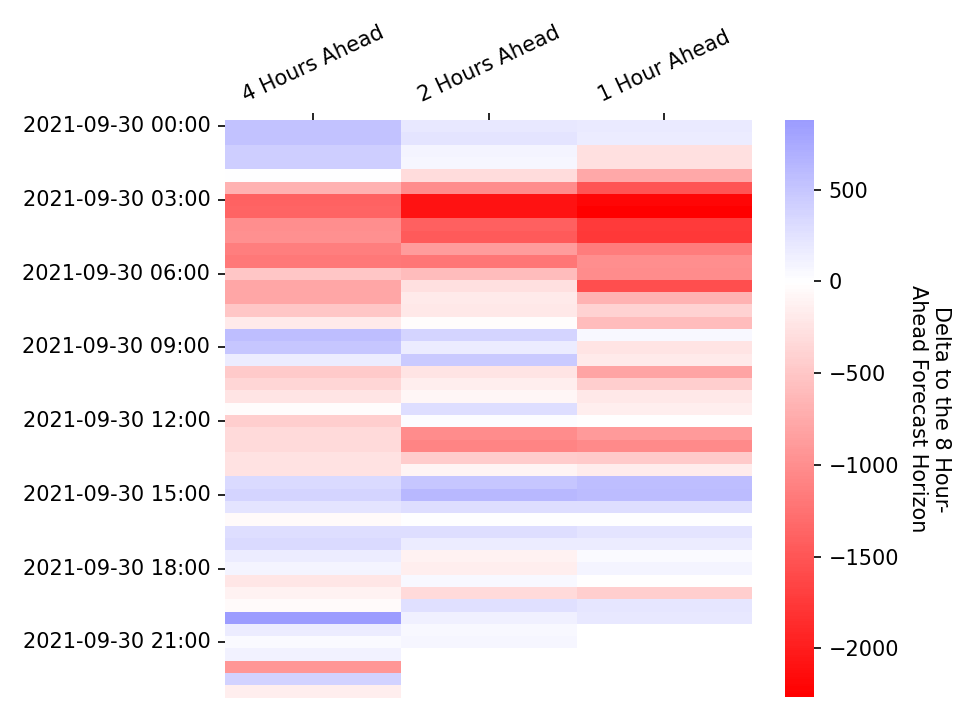 4 Hours Ahead
2 Hours Ahead
1 Hour Ahead
2021-09-30 00:00
2021-09-30 03:00
2021-09-30 06:00
2021-09-30 09:00
2021-09-30 12:00
2021-09-30 15:00
2021-09-30 18:00
2021-09-30 21:00
500
0
−500
−1000
−1500
−2000
Delta to the 8 Hour-
Ahead Forecast Horizon